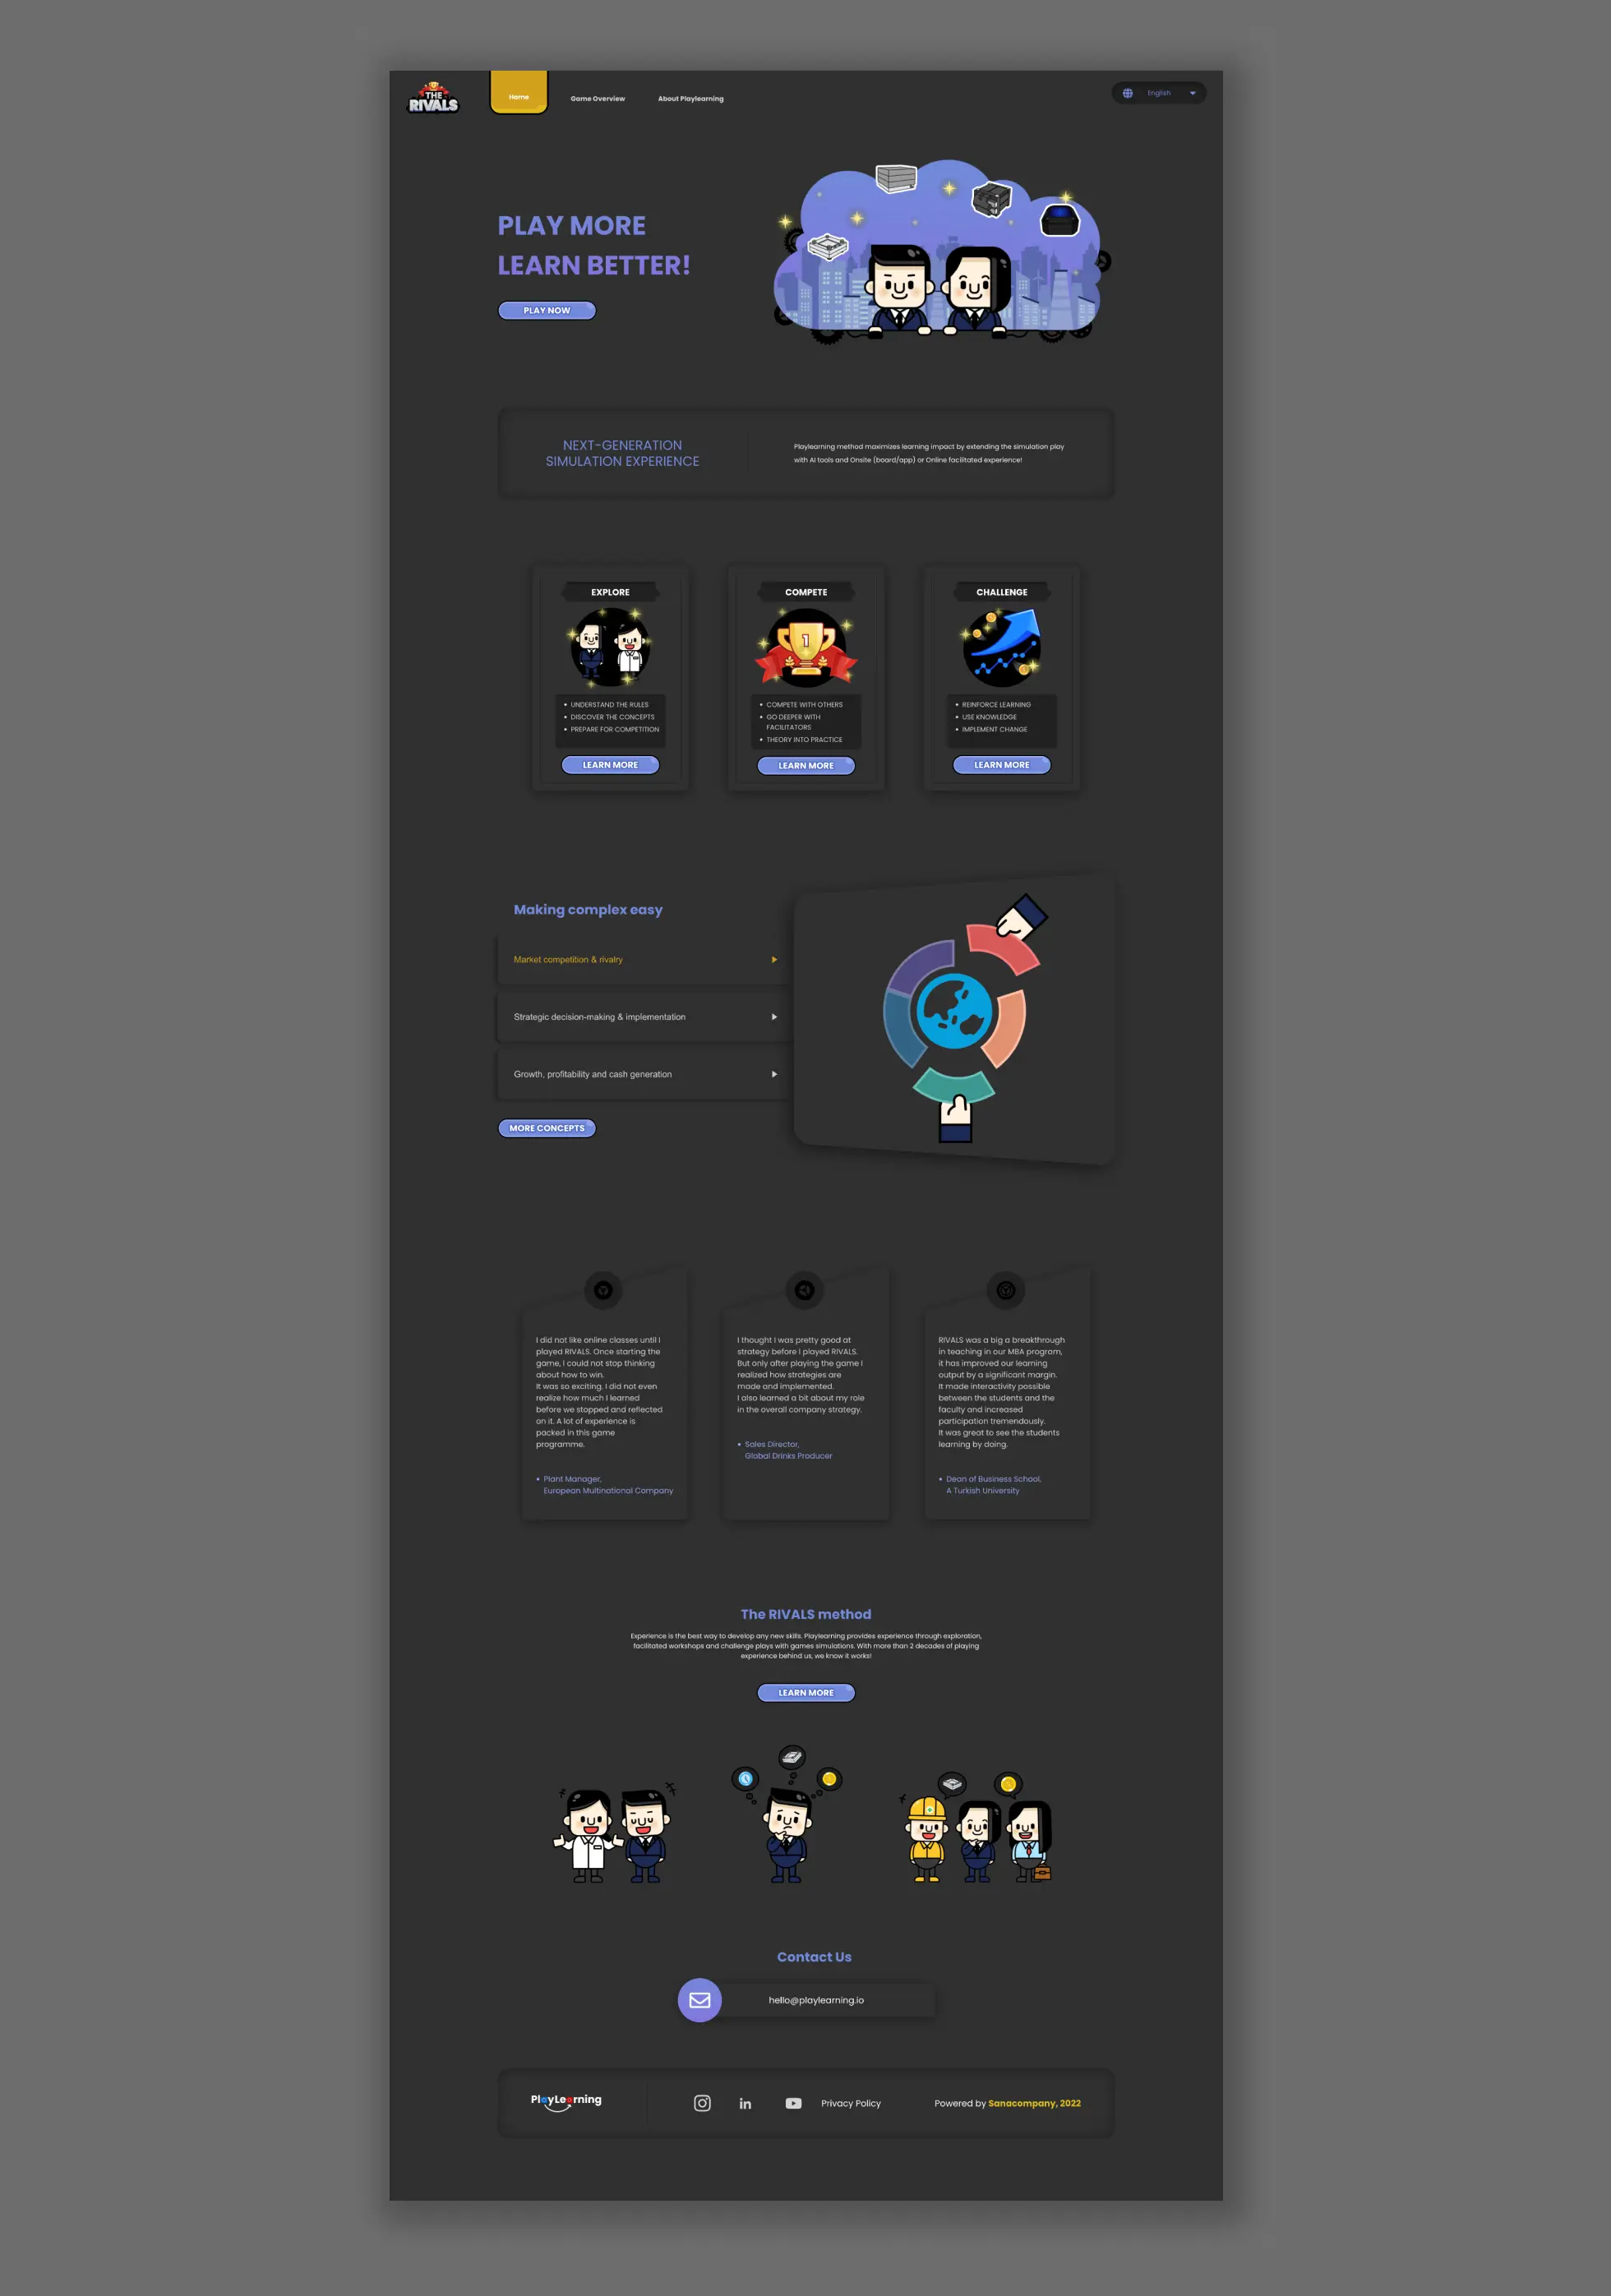 THE
RIVALS
Home
Game Overview
About Playlearning
English
PLAY MORE
LEARN BETTER!
PLAY NOW
NEXT-GENERATION
SIMULATION EXPERIENCE
Playlearning method maximizes learning impact by extending the simulation play
with AI tools and Onsite (board/app) or Online facilitated experience!
EXPLORE
UNDERSTAND THE RULES
DISCOVER THE CONCEPTS
PREPARE FOR COMPETITION
LEARN MORE
COMPETE
1
COMPETE WITH OTHERS
GO DEEPER WITH
FACILITATORS
THEORY INTO PRACTICE
LEARN MORE
CHALLENGE
REINFORCE LEARNING
USE KNOWLEDGE
IMPLEMENT CHANGE
LEARN MORE
Making complex easy
Market competition & rivalry
Strategic decision-making & implementation
Growth, profitability and cash generation
MORE CONCEPTS
I did not like online classes until I
played RIVALS. Once starting the
game, I could not stop thinking
about how to win.
It was so exciting. I did not even
realize how much I learned
before we stopped and reflected
on it. A lot of experience is
packed in this game
programme.
Plant Manager,
European Multinational Company
I thought I was pretty good at
strategy before I played RIVALS.
But only after playing the game I
realized how strategies are
made and implemented.
I also learned a bit about my role
in the overall company strategy.
Sales Director,
Global Drinks Producer
RIVALS was a big a breakthrough
in teaching in our MBA program,
it has improved our learning
output by a significant margin.
It made interactivity possible
between the students and the
faculty and increased
participation tremendously.
It was great to see the students
learning by doing.
Dean of Business School,
A Turkish University
The RIVALS method
Experience is the best way to develop any new skills. Playlearning provides experience through exploration,
facilitated workshops and challenge plays with games simulations. With more than 2 decades of playing
experience behind us, we know it works!
LEARN MORE
Contact Us
hello@playlearning.io
PlayLearning
in
Privacy Policy
Powered by Sanacompany, 2022